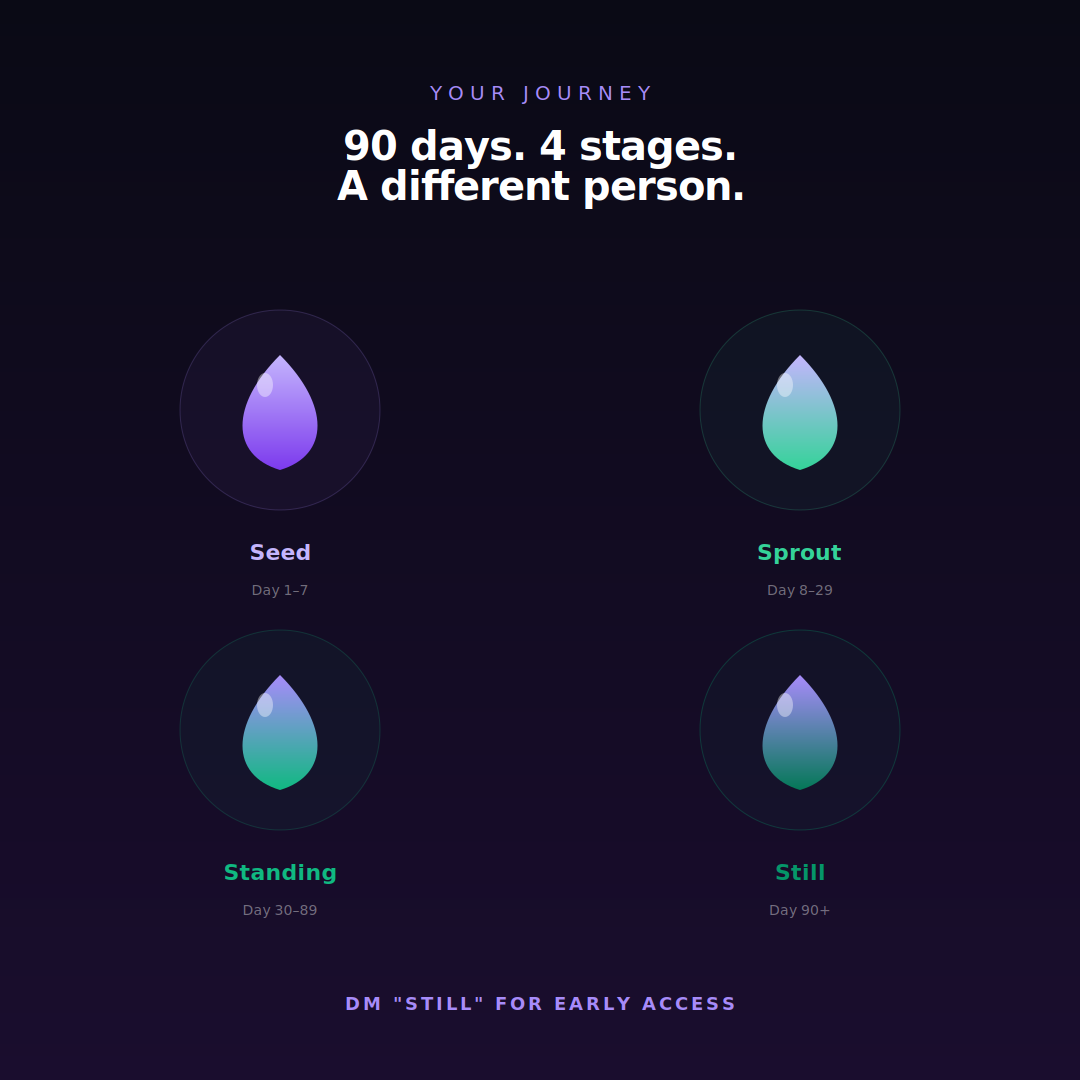 YOUR JOURNEY
90 days. 4 stages.
A different person.
Seed
Day 1–7
Sprout
Day 8–29
Standing
Day 30–89
Still
Day 90+
DM "STILL" FOR EARLY ACCESS